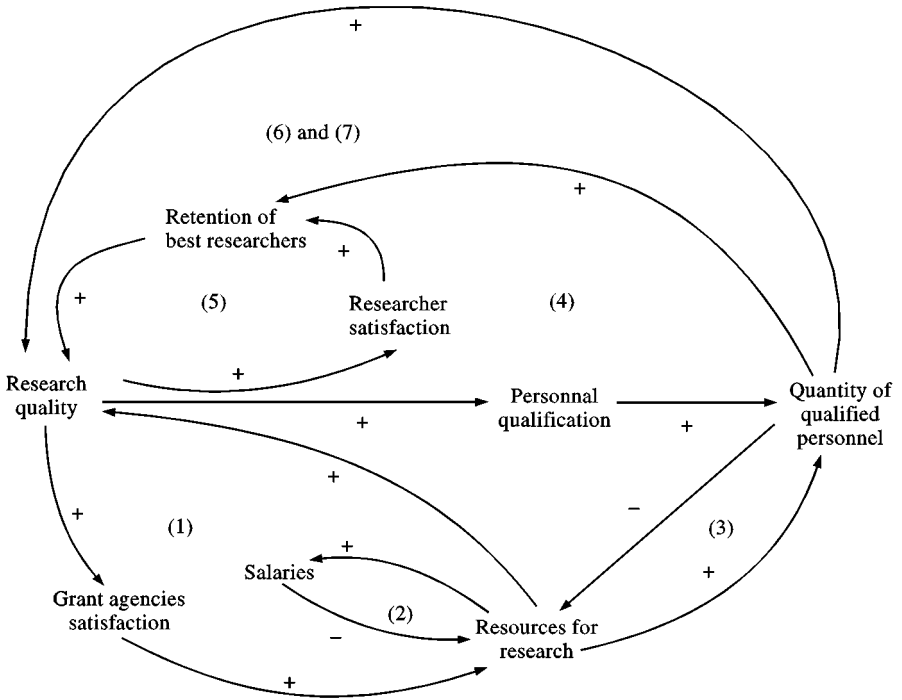 +
(6) and (7)
+
Retention of
best researchers
+
+
(5)
Researcher
satisfaction
(4)
+
Research
quality
Personnal
qualification
Quantity of
qualified
personnel
+
+
+
+
(1)
–
(3)
+
Salaries
+
Grant agencies
satisfaction
(2)
–
Resources for
research
+